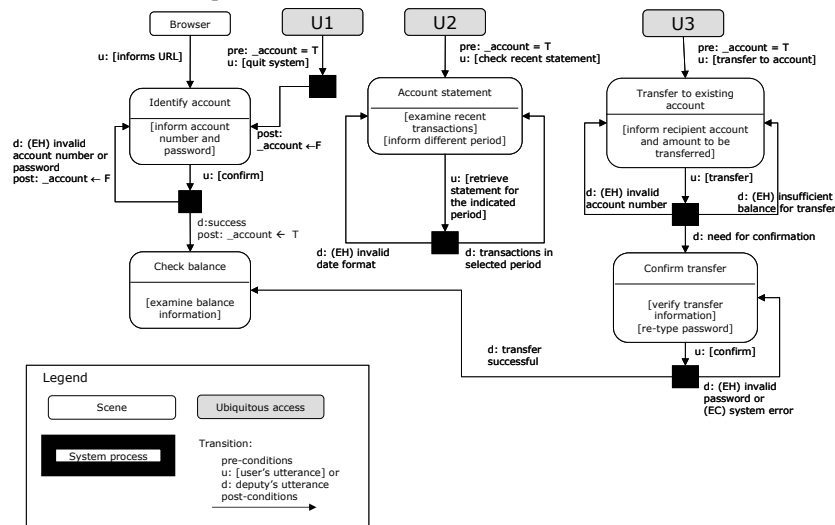 Browser
U1
U2
U3
u: [informs URL]
pre: _account = T
u: [quit system]
pre: _account = T
u: [check recent statement]
pre: _account = T
u: [transfer to account]
Identify account
[inform account
number and
password]
post:
_account ←F
d: (EH) invalid
account number or
password
post: _account ← F
u: [confirm]
d:success
post: _account ← T
Check balance
[examine balance
information]
Account statement
[examine recent
transactions]
[inform different period]
u: [retrieve
statement for
the indicated
period]
d: (EH) invalid
date format
d: transactions in
selected period
Transfer to existing
account
[inform recipient account
and amount to be
transferred]
u: [transfer]
d: (EH) invalid
account number
d: (EH) insufficient
balance for transfer
d: need for confirmation
Confirm transfer
[verify transfer
information]
[re-type password]
u: [confirm]
d: transfer
successful
d: (EH) invalid
password or
(EC) system error
Legend
Scene
Ubiquitous access
System process
Transition:
pre-conditions
u: [user's utterance] or
d: deputy's utterance
post-conditions